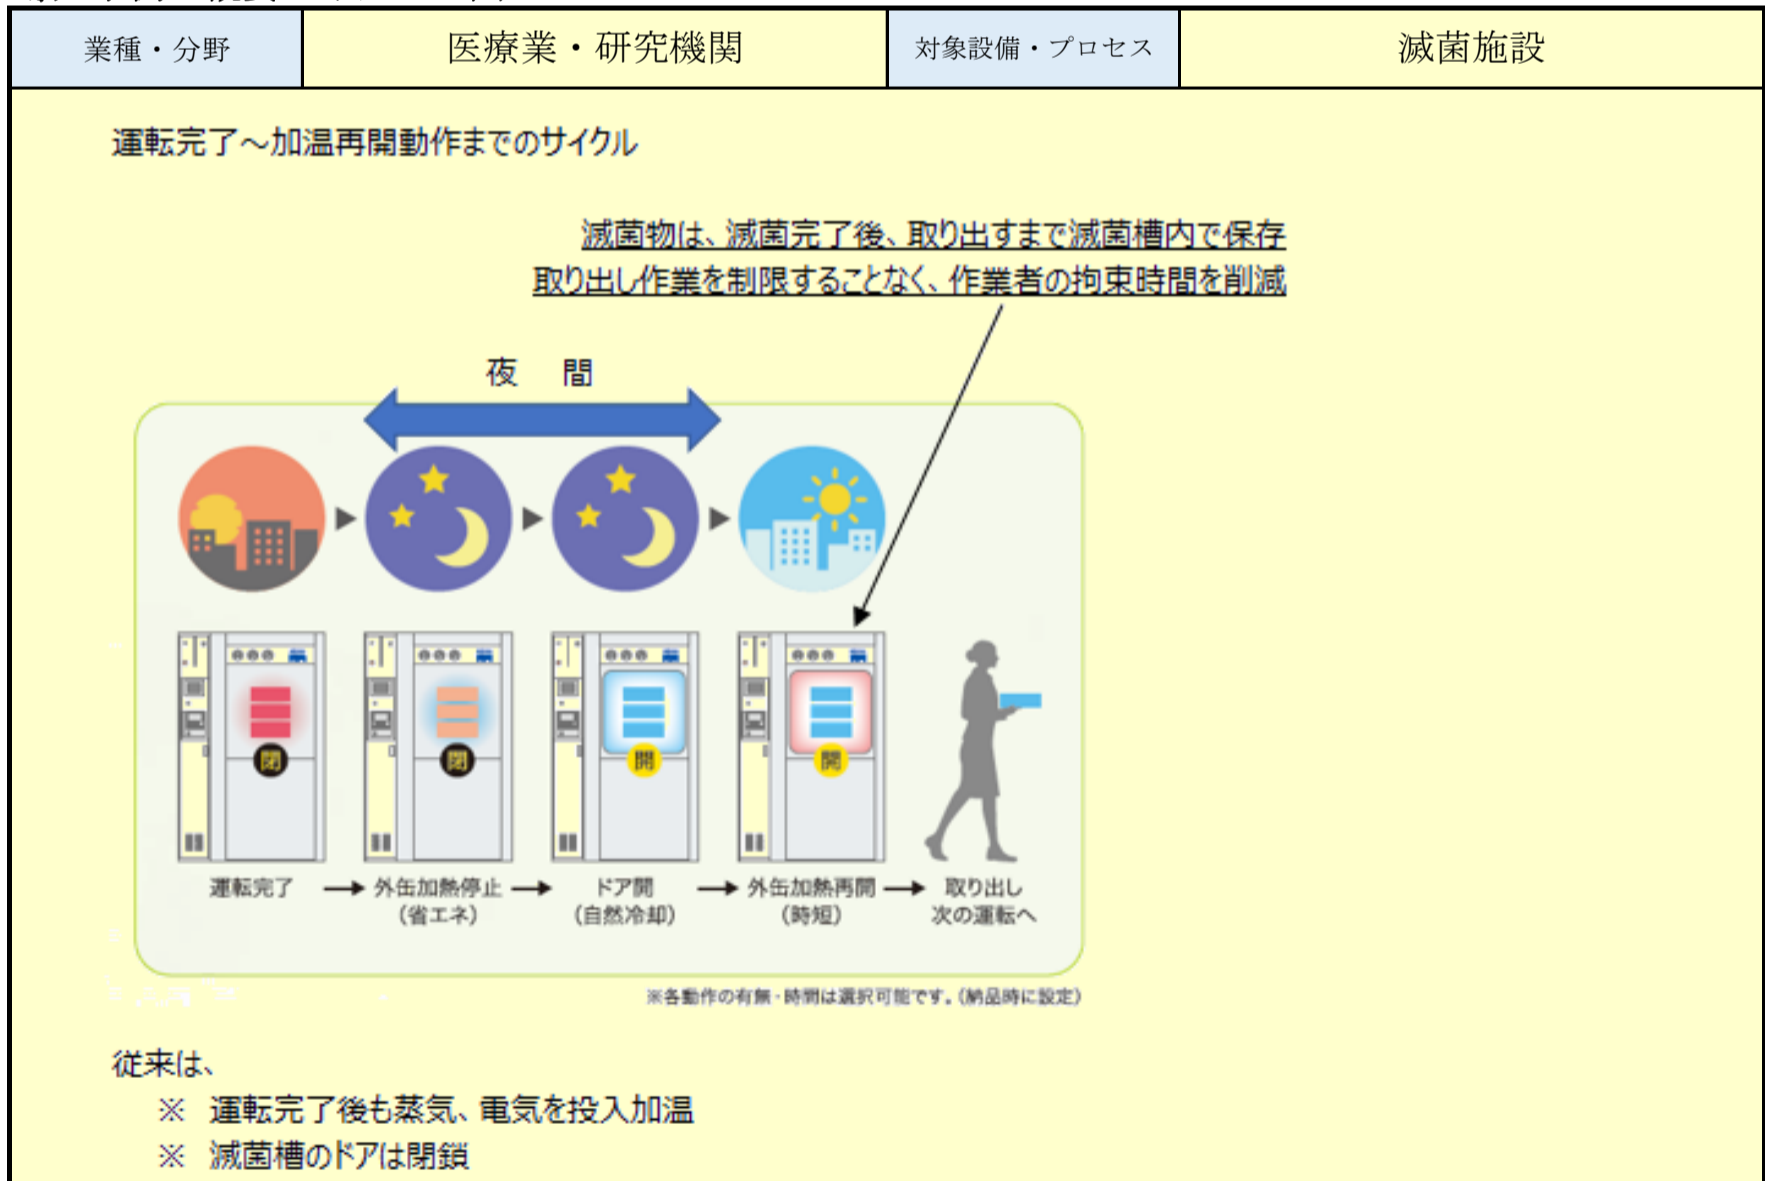 業種・分野 医療業・研究機関 対象設備・プロセス 滅菌施設
運転完了～加温再開動作までのサイクル
滅菌物は、滅菌完了後、取り出すまで滅菌槽内で保存
取り出し作業を制限することなく、作業者の拘束時間を削減
夜 間
閉 閉 開 開
運転完了 → 外缶加熱停止 → ドア開 → 外缶加熱再開 → 取り出し
(省エネ) (自然冷却) (時短) 次の運転へ
※各動作の有無・時間は選択可能です。(納品時に設定)
従来は、
※ 運転完了後も蒸気、電気を投入加温
※ 滅菌槽のドアは閉鎖